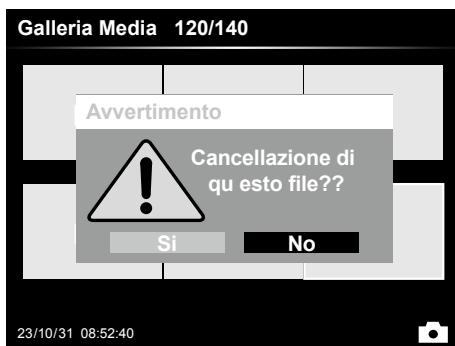 Galleria Media 120/140
Avvertimento
Cancellazione di
qu esto file??
Si No
23/10/31 08:52:40